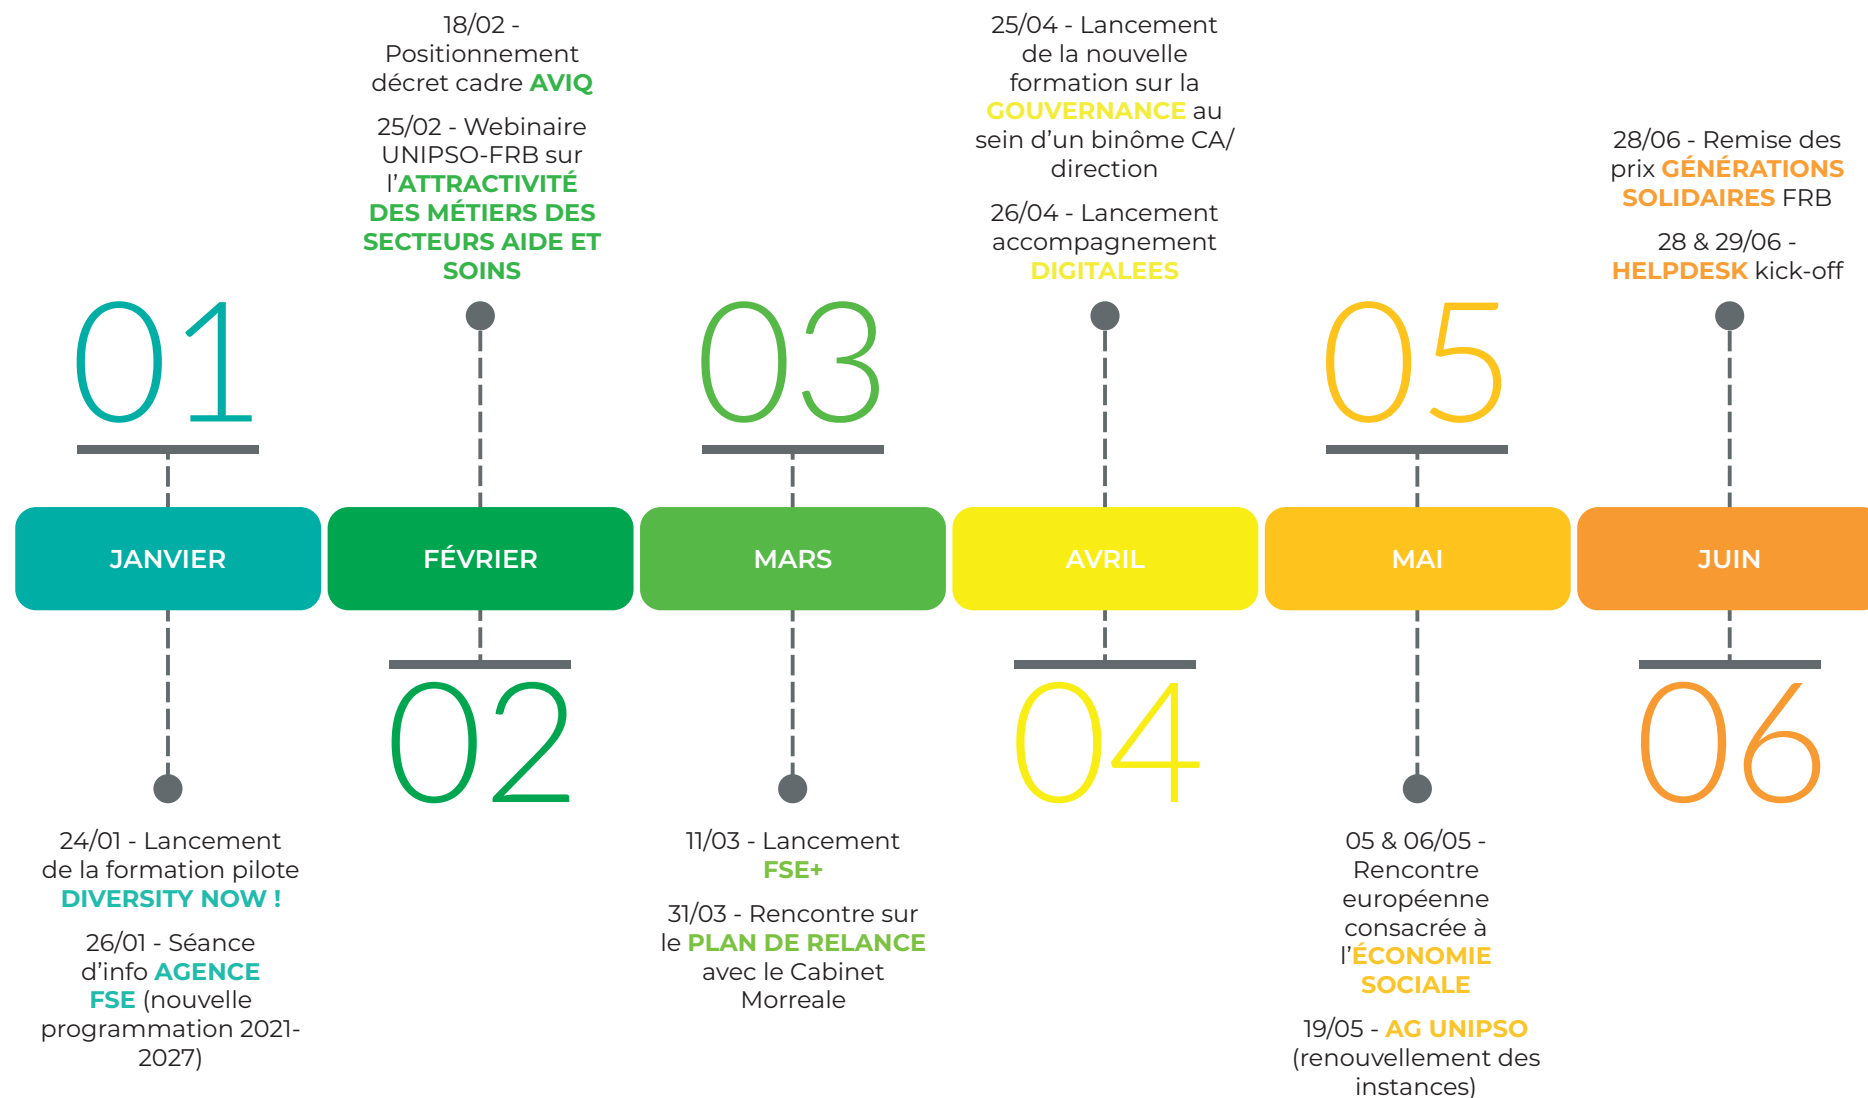 01
JANVIER
24/01 - Lancement
de la formation pilote
DIVERSITY NOW !
26/01 - Séance
d'info AGENCE
FSE (nouvelle
programmation 2021-
2027)
18/02 -
Positionnement
décret cadre AVIQ
25/02 - Webinaire
UNIPSO-FRB sur
l'ATTRACTIVITÉ
DES MÉTIERS DES
SECTEURS AIDE ET
SOINS
FÉVRIER
02
03
MARS
11/03 - Lancement
FSE+
31/03 - Rencontre sur
le PLAN DE RELANCE
avec le Cabinet
Morreale
25/04 - Lancement
de la nouvelle
formation sur la
GOUVERNANCE au
sein d'un binôme CA/
direction
26/04 - Lancement
accompagnement
DIGITALEES
AVRIL
04
05
MAI
05 & 06/05 -
Rencontre
européenne
consacrée à
l'ÉCONOMIE
SOCIALE
19/05 - AG UNIPSO
(renouvellement des
instances)
28/06 - Remise des
prix GÉNÉRATIONS
SOLIDAIRES FRB
28 & 29/06 -
HELPDESK kick-off
JUIN
06